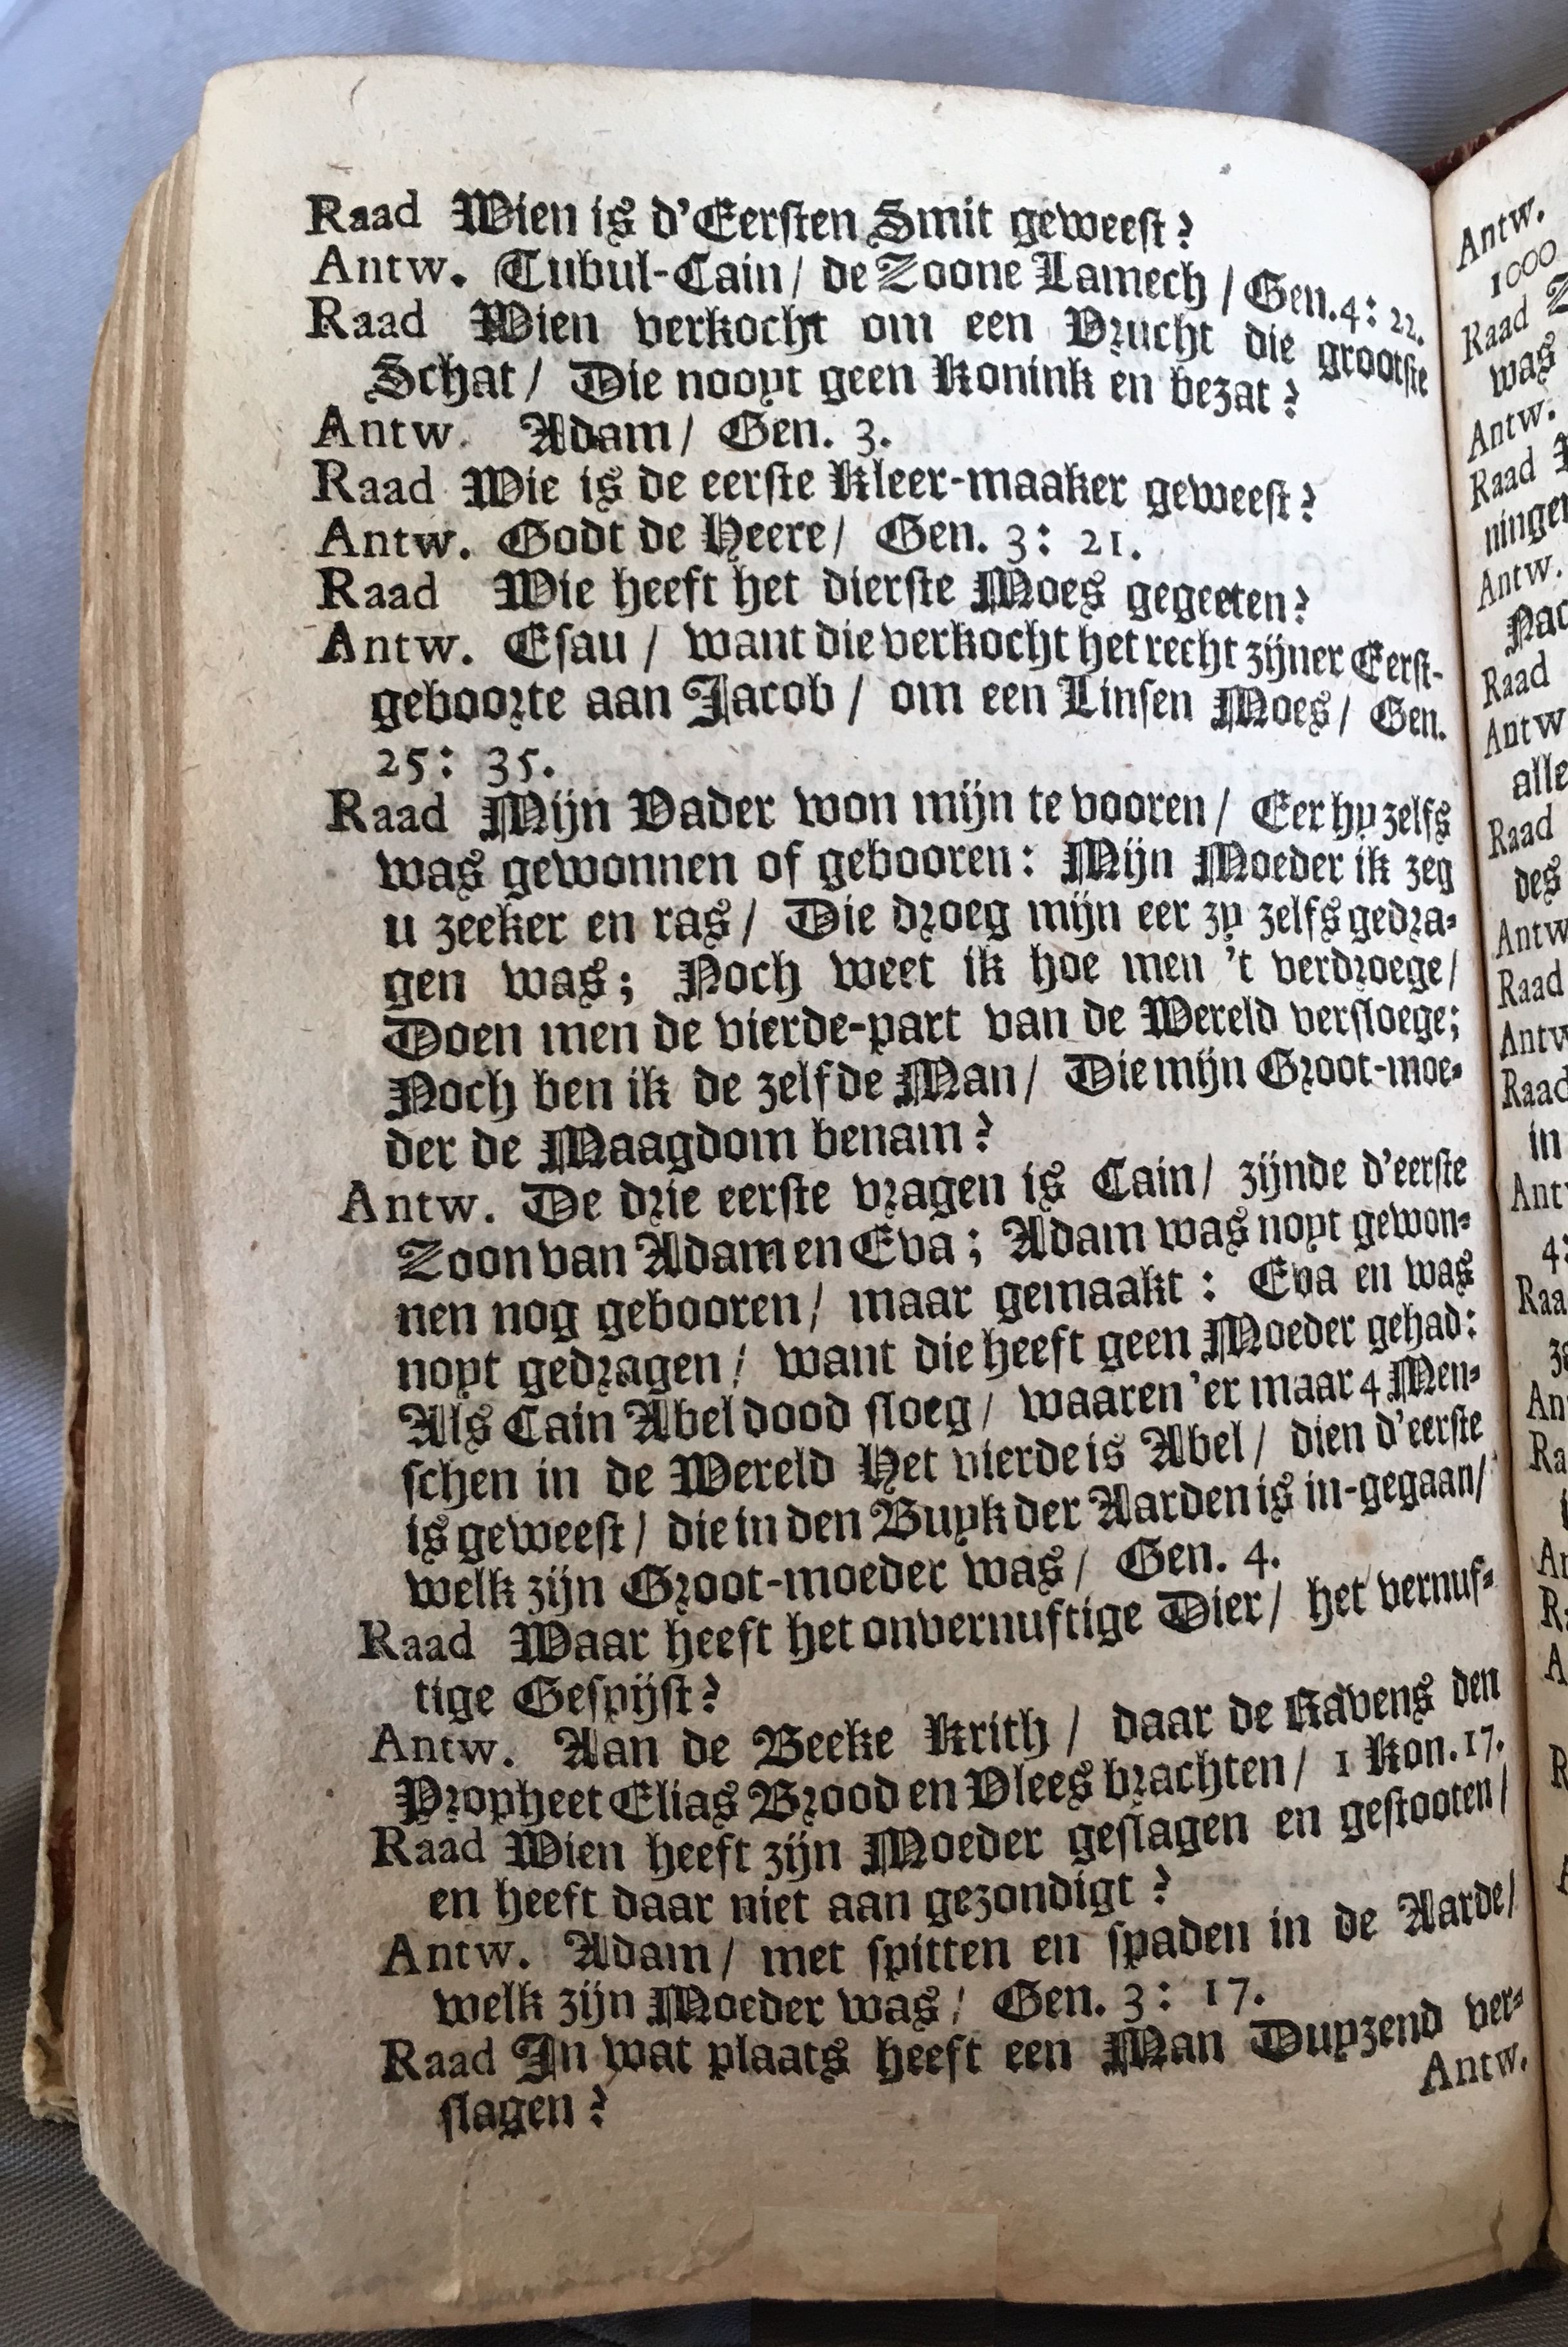 Raad Wien is d'Eersten Smit geweest?
Antw. Tubul-Cain / de Zoone Lamech / Gen. 4: 22.
Raad Wien verkocht om een Vrucht die grootste
Schat / Die nooyt geen Konink en bezat?
Antw. Adam / Gen. 3.
Raad Wie is de eerste Kleer-maaker geweest?
Antw. Godt de Heere / Gen. 3: 21.
Raad Wie heeft het dierste Moes gegeeten?
Antw. Esau / want die verkocht het recht zijner Eerst-
geboorte aan Jacob / om een Linsen Moes / Gen.
25: 35.
Raad Mijn Vader won mijn te vooren / Eer hy zelfs
was gewonnen of gebooren: Mijn Moeder ik zeg
u zeeker en ras / Die droeg mijn eer zy zelfs gedra-
gen was; Noch weet ik hoe men 't verdroege /
Doen men de vierde-part van de Wereld versloege;
Noch ben ik de zelfde Man / Die mijn Groot-moe-
der de Maagdom benam?
Antw. De drie eerste vragen is Cain / zijnde d'eerste
Zoon van Adam en Eva; Adam was noyt gewon-
nen nog gebooren / maar gemaakt: Eva en was
noyt gedragen / want die heeft geen Moeder gehad:
Als Cain Abel dood sloeg / waaren 'er maar 4 Men-
schen in de Wereld Het vierde is Abel / dien d'eerste
is geweest / die in den Buyk der Aarden is in-gegaan /
welk zijn Groot-moeder was / Gen. 4.
Raad Waar heeft het onvernuftige Dier / het vernuf-
tige Gespijst?
Antw. Aan de Beeke Krith / daar de Ravens den
Propheet Elias Brood en Vlees brachten / 1 Kon. 17.
Raad Wien heeft zijn Moeder geslagen en gestooten /
en heeft daar niet aan gezondigt?
Antw. Adam / met spitten en spaden in de Aarde /
welk zijn Moeder was / Gen. 3: 17.
Raad In wat plaats heeft een Man Duyzend ver-
slagen?
Antw.
Antw.
1000
Raad
was
Antw.
Raad
ningen
Antw.
Raad
Antw
alle
Raad
des
Antw
Raad
Antw
Raad
in